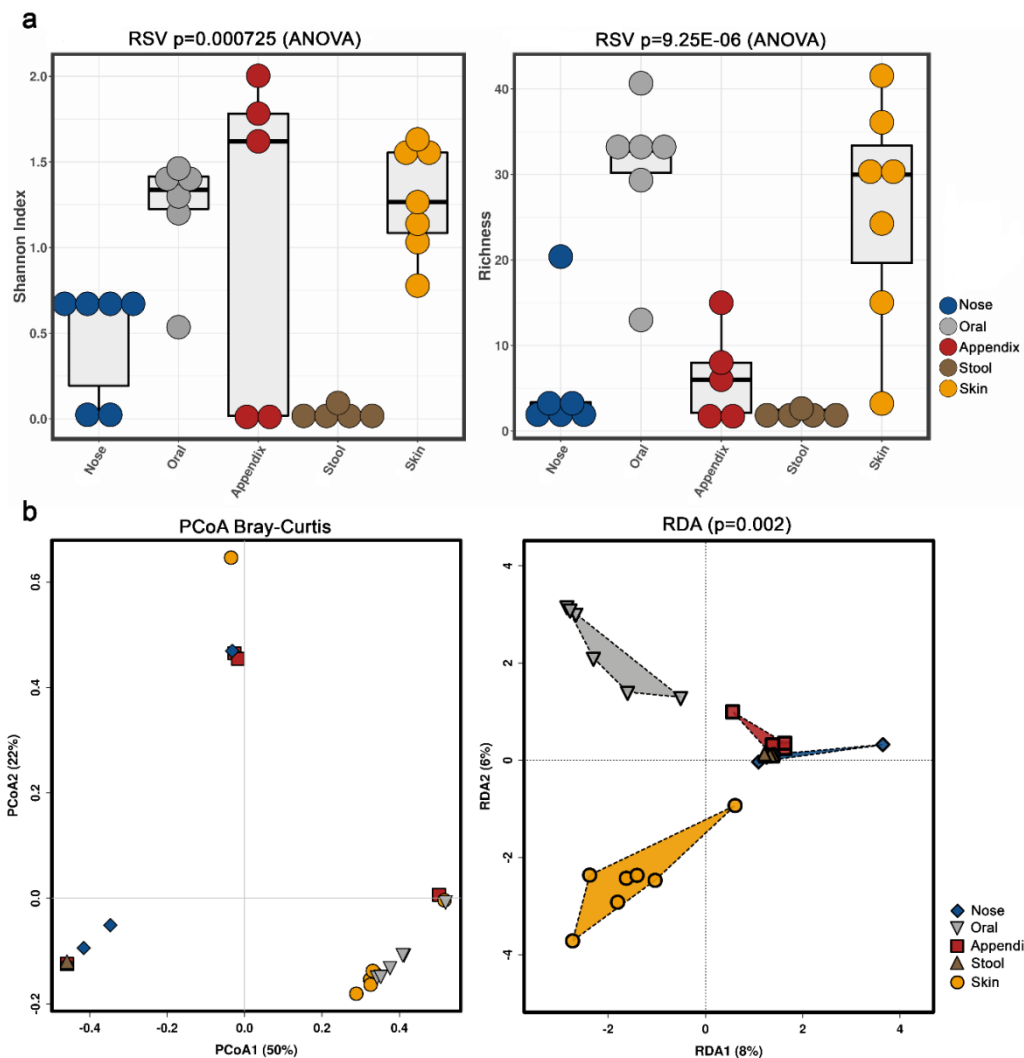 a
RSV p=0.000725 (ANOVA)
RSV p=9.25E-06 (ANOVA)
Shannon Index
2.0
1.5
1.0
0.5
0.0
Nose
Oral
Appendix
Stool
Skin
Richness
40
30
20
10
0
Nose
Oral
Appendix
Stool
Skin
Nose
Oral
Appendix
Stool
Skin
b
PCoA Bray-Curtis
RDA (p=0.002)
PCoA2 (22%)
0.6
0.4
0.2
0.0
-0.2
-0.4
-0.2
0.0
0.2
0.4
PCoA1 (50%)
RDA2 (6%)
4
2
0
-2
-4
-2
0
2
4
RDA1 (8%)
Nose
Oral
Appendi
Stool
Skin